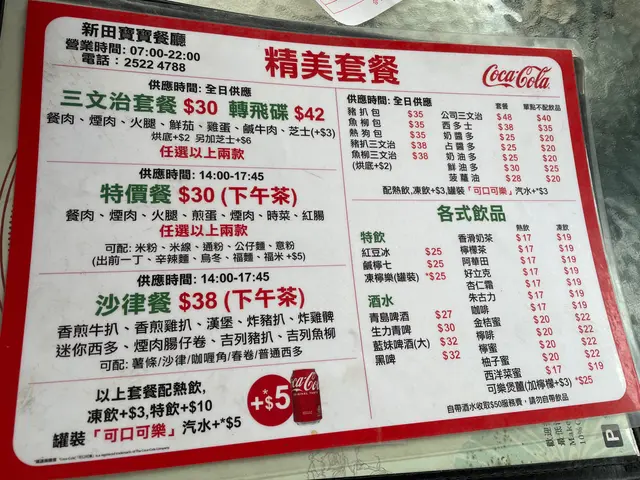 新田寶寶餐廳
營業時間: 07:00-22:00
電話：2522 4788
精美套餐
Coca-Cola
供應時間: 全日供應
三文治套餐 $30 轉飛碟 $42
餐肉、煙肉、火腿、鮮茄、雞蛋、鹹牛肉、芝士(+$3)
烘底+$2 另加芝士+$6
任選以上兩款
供應時間: 14:00-17:45
特價餐 $30 (下午茶)
餐肉、煙肉、火腿、煎蛋、煙肉、時菜、紅腸
任選以上兩款
可配: 米粉、米線、通粉、公仔麵、意粉
(出前一丁、辛辣麵、烏冬、福麵、福米 +$5)
供應時間: 14:00-17:45
沙律餐 $38 (下午茶)
香煎牛扒、香煎雞扒、漢堡、炸豬扒、炸雞髀
迷你西多、煙肉腸仔卷、吉列豬扒、吉列魚柳
可配: 薯條/沙律/咖喱角/春卷/普通西多
以上套餐配熱飲,
凍飲+$3,特飲+$10
罐裝「可口可樂」汽水+*$5
*+$5
供應時間: 全日供應
套餐 單點不配飲品
豬扒包 $35 公司三文治 $48 $40
魚柳包 $35 西多士 $38 $35
熱狗包 $35 奶醬多 $25 $20
豬扒三文治 $38 占醬多 $25 $20
魚柳三文治 $38 奶油多 $25 $20
(烘底+$2) 鮮油多 $30 $25
菠蘿油 $28 $20
配熱飲,凍飲+$3,罐裝「可口可樂」汽水+*$3
各式飲品
熱飲 凍飲
特飲 香滑奶茶 $17 $19
紅豆冰 $25 檸檬茶 $17 $19
鹹檸七 $25 阿華田 $17 $19
凍檸樂(罐裝) *$25 好立克 $17 $19
杏仁霜 $17 $19
酒水 朱古力 $17 $19
青島啤酒 $27 咖啡 $17 $19
生力青啤 $30 金桔蜜 $20 $22
藍妹啤酒(大) $32 檸啡 $20 $22
黑啤 $32 檸蜜 $20 $22
柚子蜜 $20 $22
西洋菜蜜 $17 $19
可樂煲薑(加檸檬+$3) *$25
自帶酒水收取$50服務費，請勿自帶飲品
P